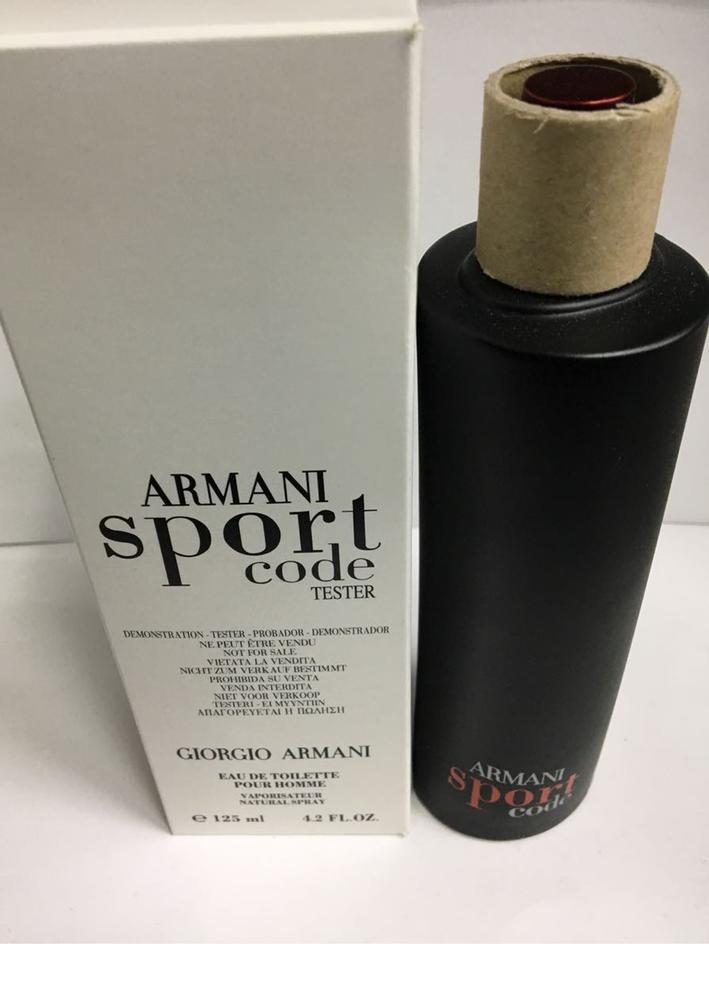 ARMANI
sport
code
TESTER
DEMONSTRATION - TESTER - PROBADOR - DEMONSTRADOR
NE PEUT ÊTRE VENDU
NOT FOR SALE
VIETATA LA VENDITA
NICHT ZUM VERKAUF BESTIMMT
PROHIBIDA SU VENTA
VENDA INTERDITA
NIET VOOR VERKOOP
TESTERI - EI MYYNTIIN
ΑΠΑΓΟΡΕΥΕΤΑΙ Η ΠΩΛΗΣΗ
GIORGIO ARMANI
EAU DE TOILETTE
POUR HOMME
VAPORISATEUR
NATURAL SPRAY
℮ 125 ml 4.2 FL.OZ.
ARMANI
sport
code